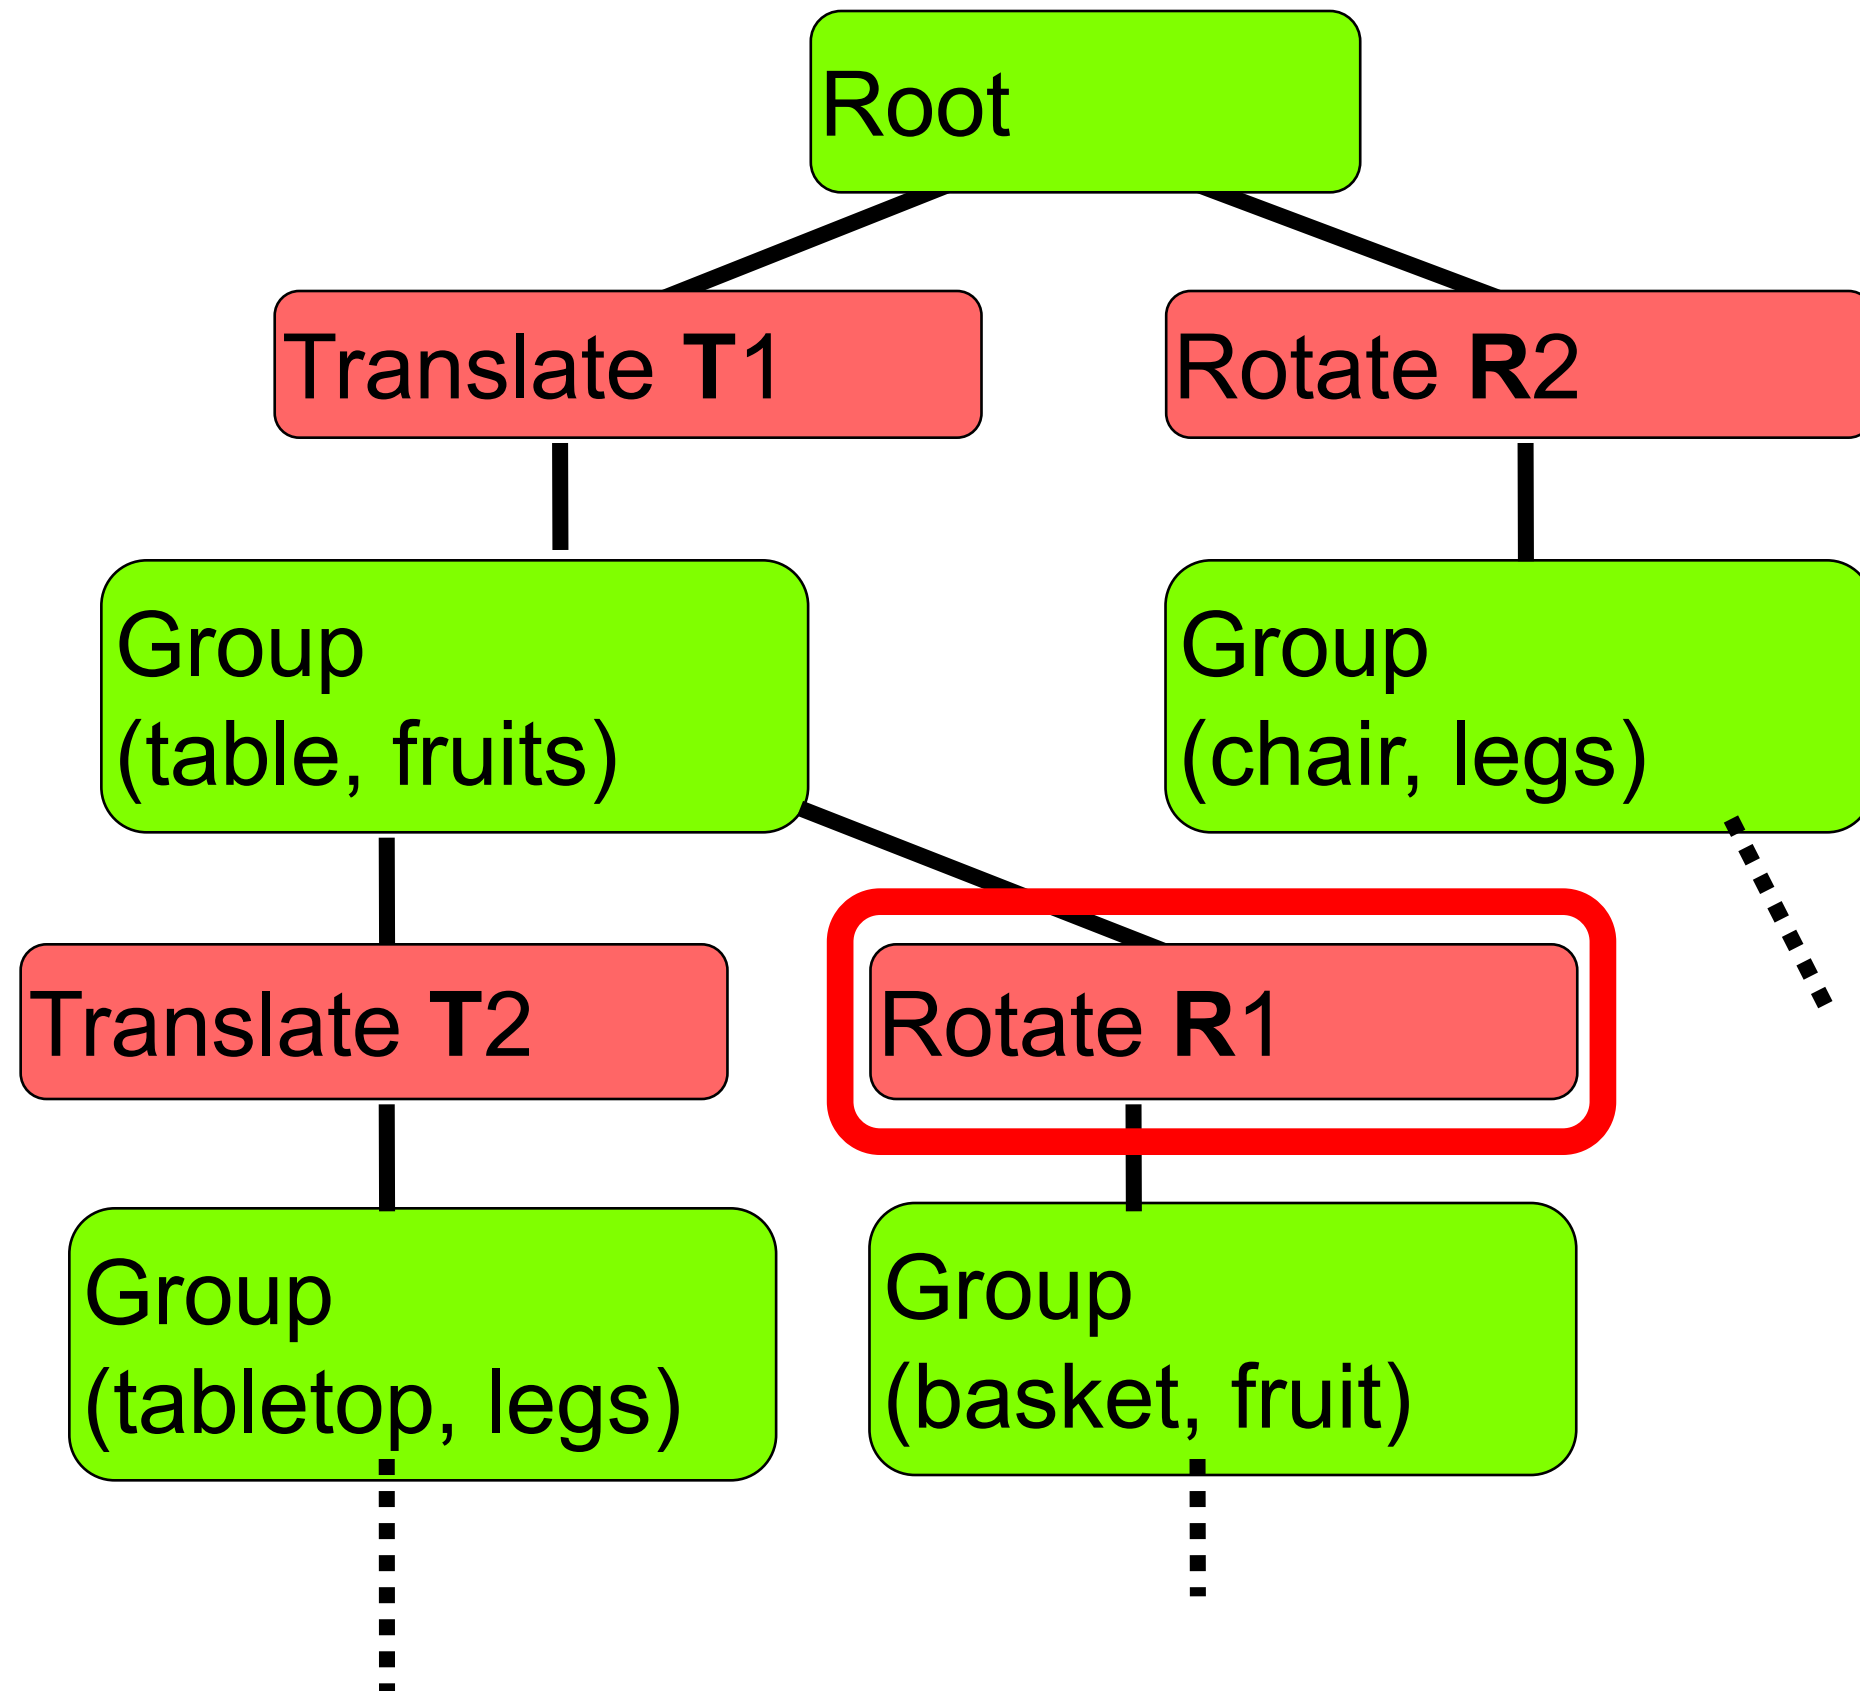 Root
Translate T1
Rotate R2
Group
(table, fruits)
Group
(chair, legs)
Translate T2
Rotate R1
Group
(tabletop, legs)
Group
(basket, fruit)